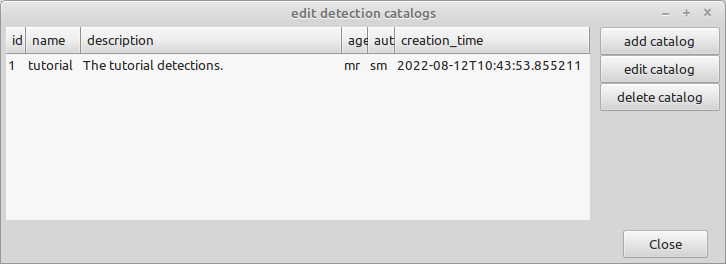 edit detection catalogs
id name description age aut creation_time
1 tutorial The tutorial detections. mr sm 2022-08-12T10:43:53.855211
add catalog
edit catalog
delete catalog
Close